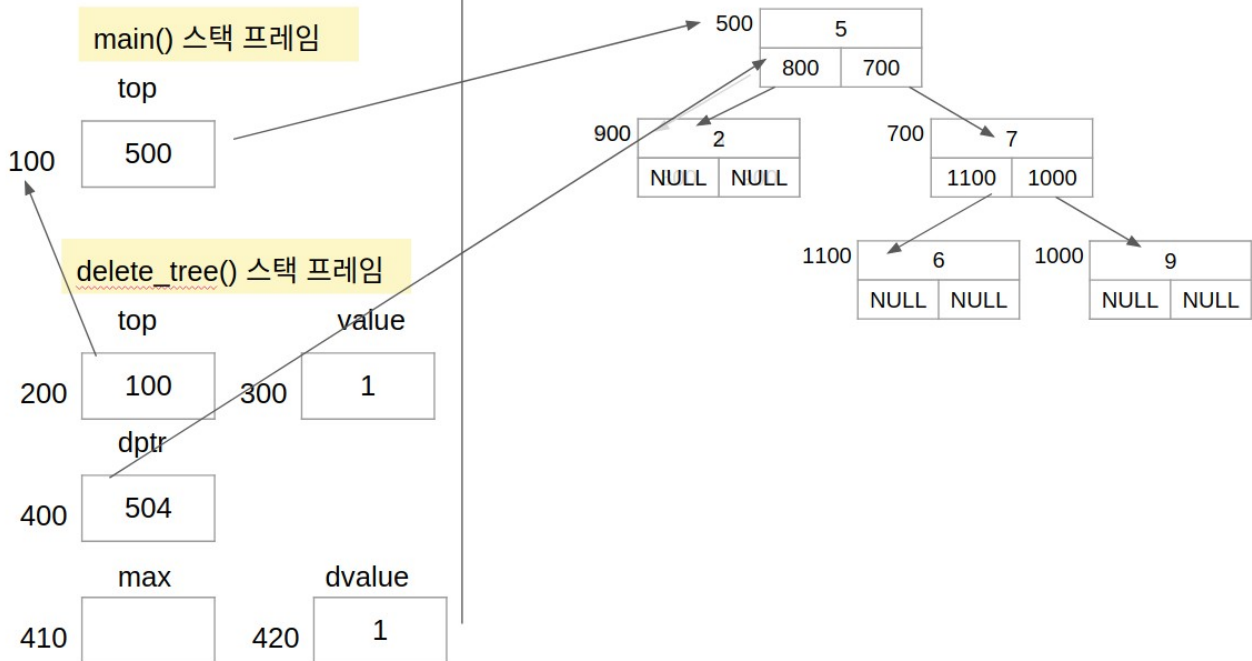 main() 스택 프레임
top
100
500
delete_tree() 스택 프레임
top
value
200
100
300
1
dptr
400
504
max
dvalue
410
420
1
500
5
800
700
900
2
NULL
NULL
700
7
1100
1000
1100
6
NULL
NULL
1000
9
NULL
NULL